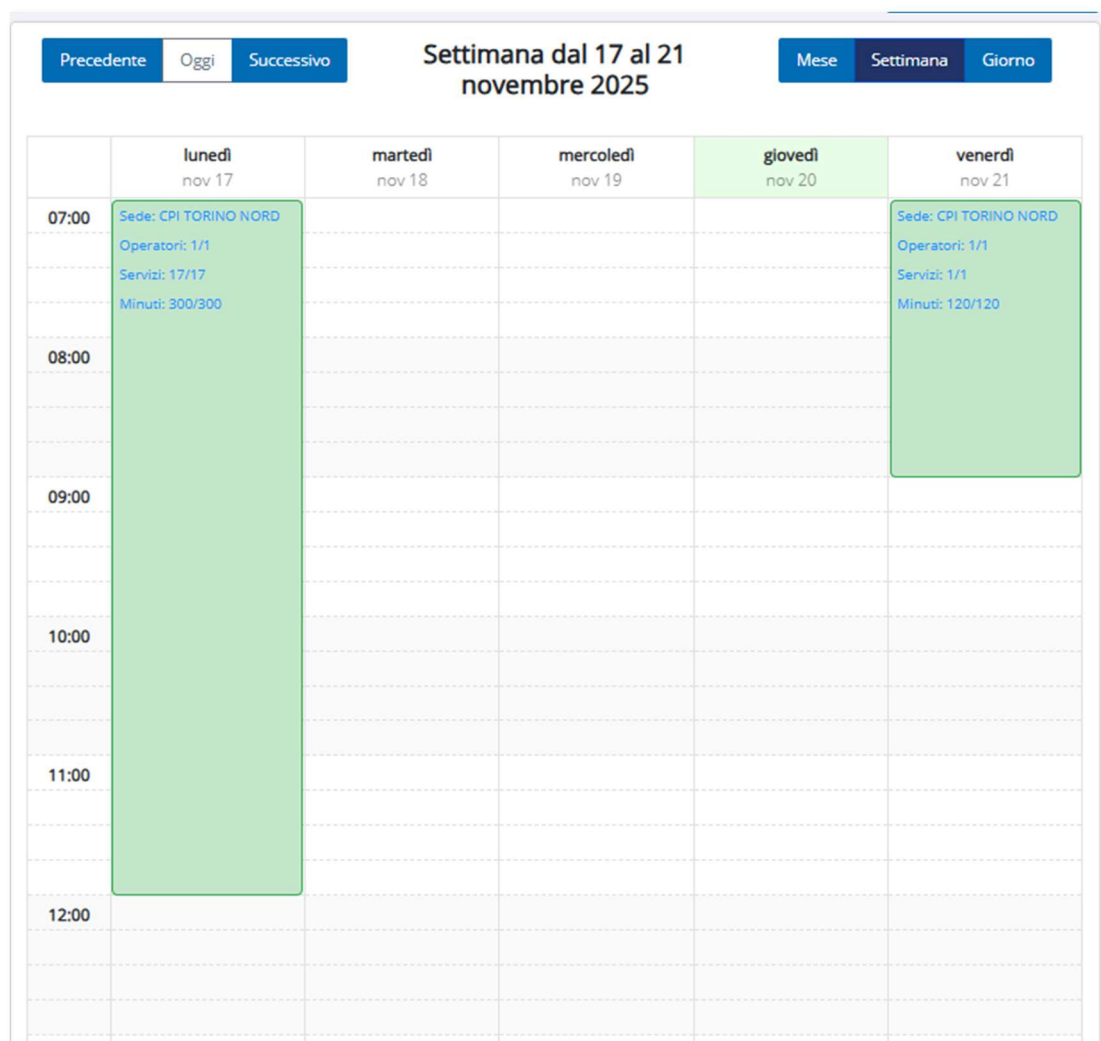 Precedente Oggi Successivo
Settimana dal 17 al 21
novembre 2025
Mese Settimana Giorno
lunedì martedì mercoledì giovedì venerdì
nov 17 nov 18 nov 19 nov 20 nov 21
07:00
Sede: CPI TORINO NORD
Operatori: 1/1
Servizi: 17/17
Minuti: 300/300
Sede: CPI TORINO NORD
Operatori: 1/1
Servizi: 1/1
Minuti: 120/120
08:00
09:00
10:00
11:00
12:00